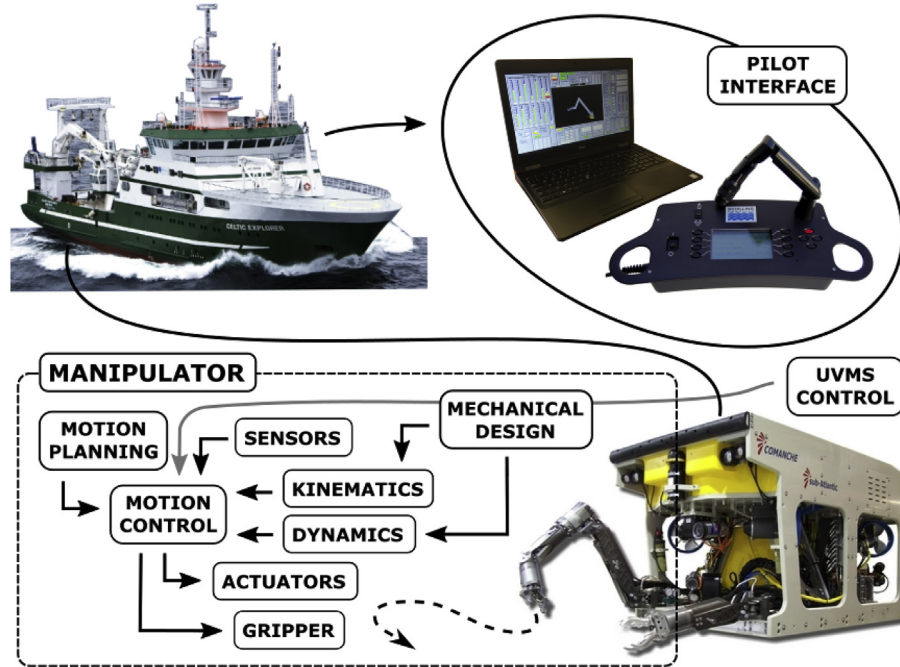 PILOT
INTERFACE
CELTIC EXPLORER
MANIPULATOR
UVMS
CONTROL
MOTION
PLANNING
SENSORS
MECHANICAL
DESIGN
KINEMATICS
MOTION
CONTROL
DYNAMICS
ACTUATORS
GRIPPER
COMANCHE
sub-Atlantic